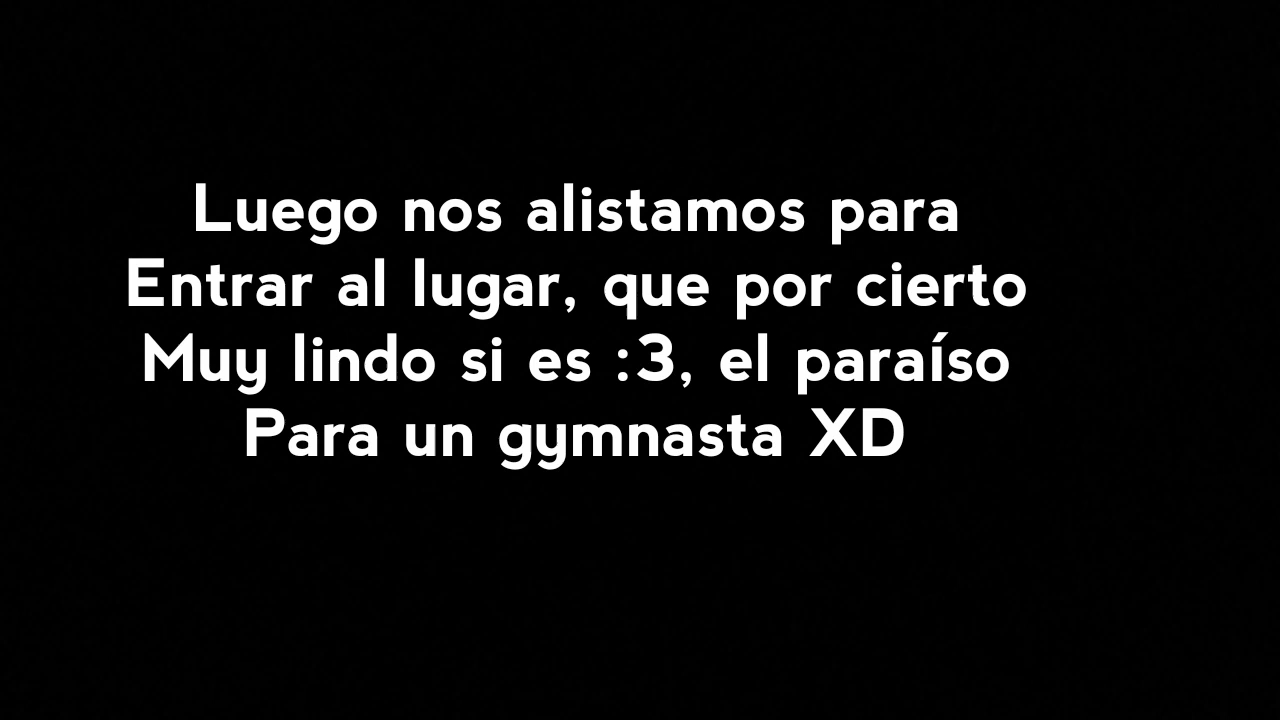 Luego nos alistamos para
Entrar al lugar, que por cierto
Muy lindo si es :3, el paraíso
Para un gymnasta XD